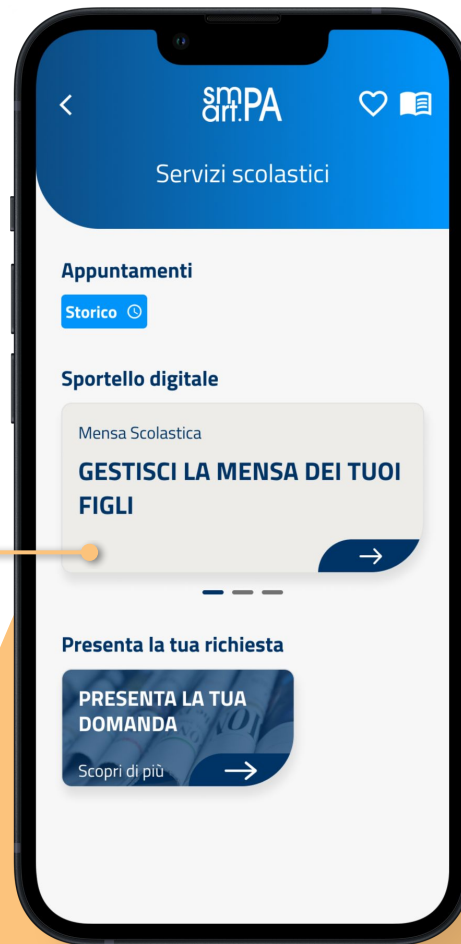 smart.PA
Servizi scolastici
Appuntamenti
Storico
Sportello digitale
Mensa Scolastica
GESTISCI LA MENSA DEI TUOI
FIGLI
Presenta la tua richiesta
PRESENTA LA TUA
DOMANDA
Scopri di più